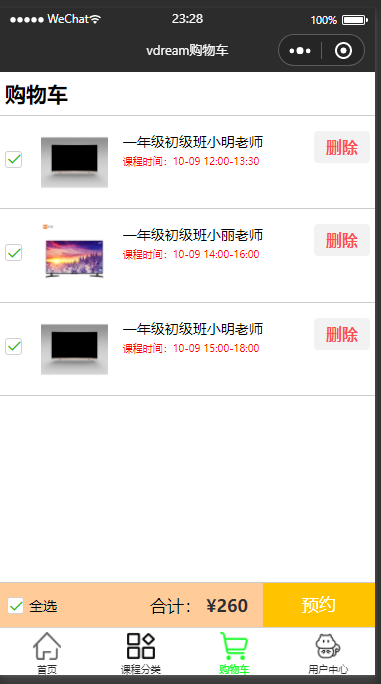 WeChat 23:28 100%
vdream购物车
购物车
一年级初级班小明老师 删除
课程时间：10-09 12:00-13:30
一年级初级班小丽老师 删除
课程时间：10-09 14:00-16:00
一年级初级班小明老师 删除
课程时间：10-09 15:00-18:00
全选 合计： ¥260 预约
首页 课程分类 购物车 用户中心